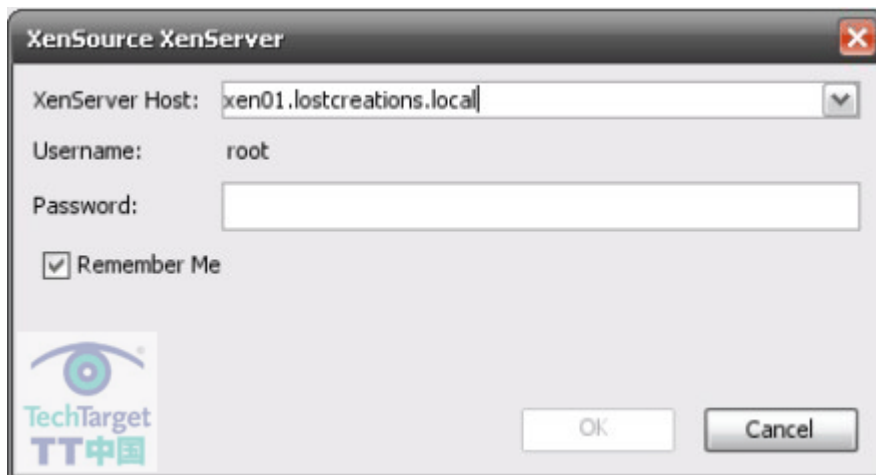 XenSource XenServer
XenServer Host: xen01.lostcreations.local
Username: root
Password:
Remember Me
TechTarget
TT中国
OK Cancel